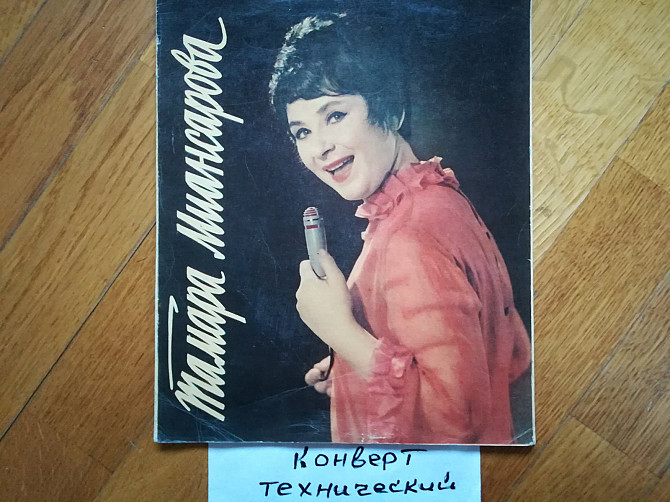 Тамара Миансарова
Конверт
технический